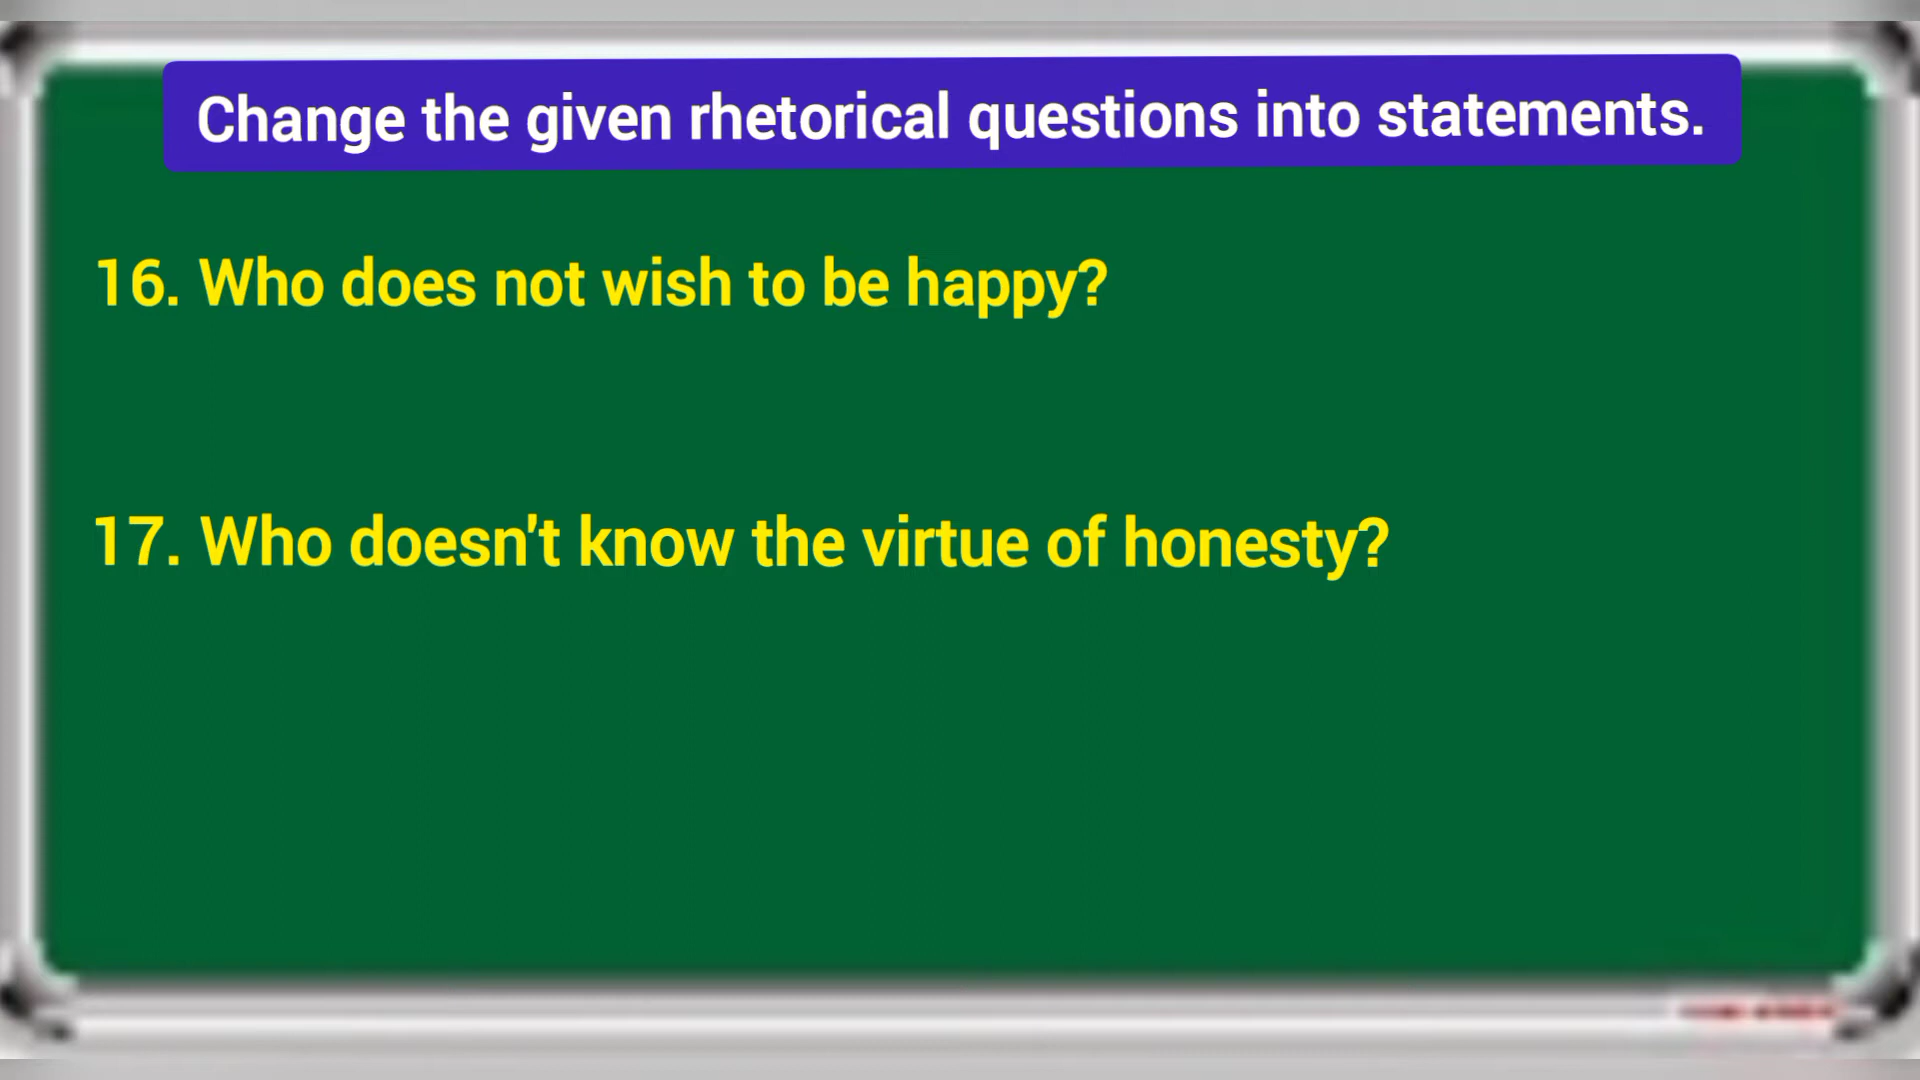 Change the given rhetorical questions into statements.
16. Who does not wish to be happy?
17. Who doesn't know the virtue of honesty?